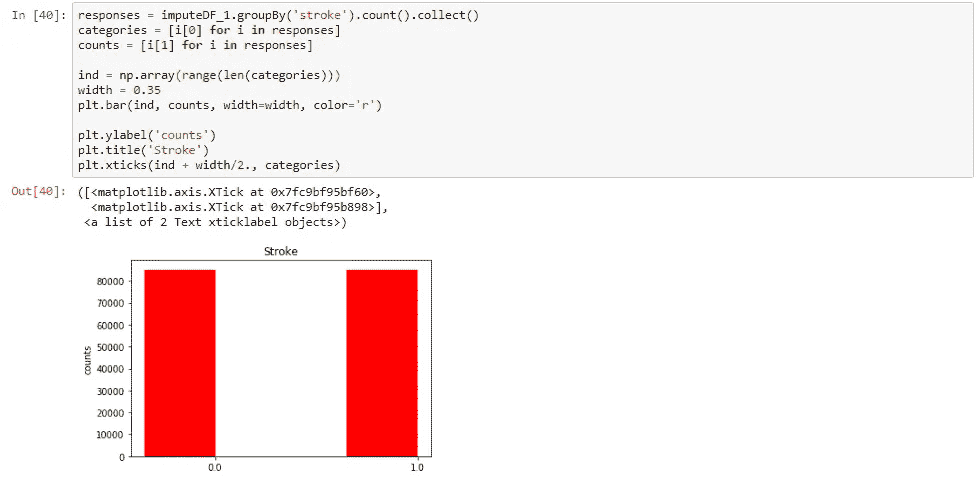 In [40]: responses = imputeDF_1.groupBy('stroke').count().collect()
categories = [i[0] for i in responses]
counts = [i[1] for i in responses]
ind = np.array(range(len(categories)))
width = 0.35
plt.bar(ind, counts, width=width, color='r')
plt.ylabel('counts')
plt.title('Stroke')
plt.xticks(ind + width/2., categories)
Out[40]: ([<matplotlib.axis.XTick at 0x7fc9bf95bf60>,
<matplotlib.axis.XTick at 0x7fc9bf95b898>],
<a list of 2 Text xticklabel objects>)
Stroke
80000
70000
60000
50000
40000
30000
20000
10000
0
counts
0.0 1.0